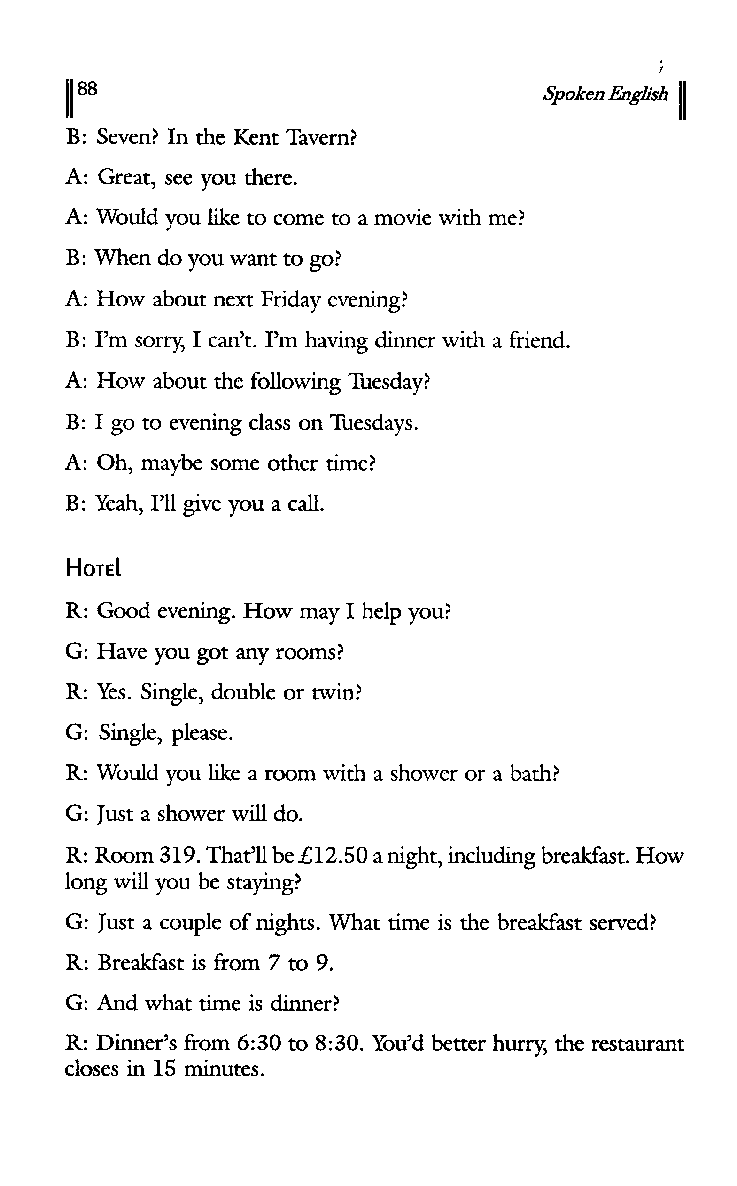 88
Spoken English
B: Seven? In the Kent Tavern?
A: Great, see you there.
A: Would you like to come to a movie with me?
B: When do you want to go?
A: How about next Friday evening?
B: I'm sorry, I can't. I'm having dinner with a friend.
A: How about the following Tuesday?
B: I go to evening class on Tuesdays.
A: Oh, maybe some other time?
B: Yeah, I'll give you a call.
HOTEL
R: Good evening. How may I help you?
G: Have you got any rooms?
R: Yes. Single, double or twin?
G: Single, please.
R: Would you like a room with a shower or a bath?
G: Just a shower will do.
R: Room 319. That'll be £12.50 a night, including breakfast. How
long will you be staying?
G: Just a couple of nights. What time is the breakfast served?
R: Breakfast is from 7 to 9.
G: And what time is dinner?
R: Dinner's from 6:30 to 8:30. You'd better hurry, the restaurant
closes in 15 minutes.